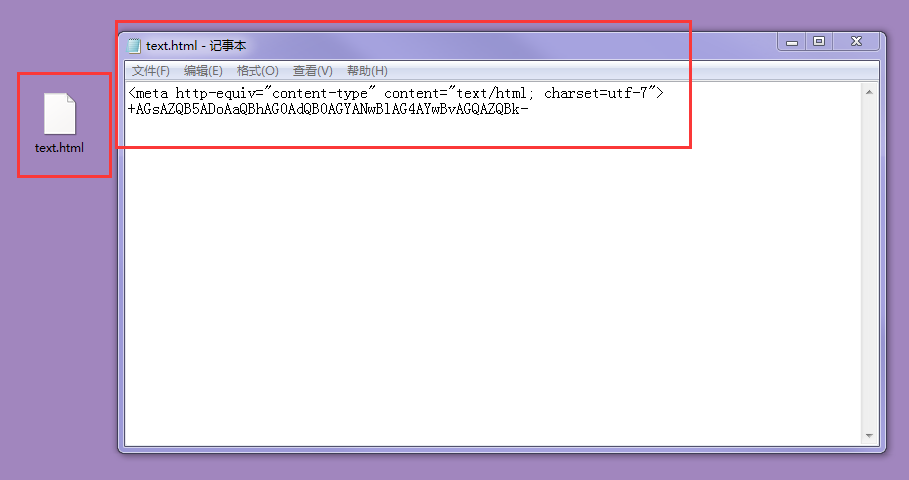 text.html - 记事本
文件(F) 编辑(E) 格式(O) 查看(V) 帮助(H)
<meta http-equiv="content-type" content="text/html; charset=utf-7">
+AGsAZQB5ADoAaQBhAG0AdQB0AGYANwBlAG4AYwBvAGQAZQBk-
text.html